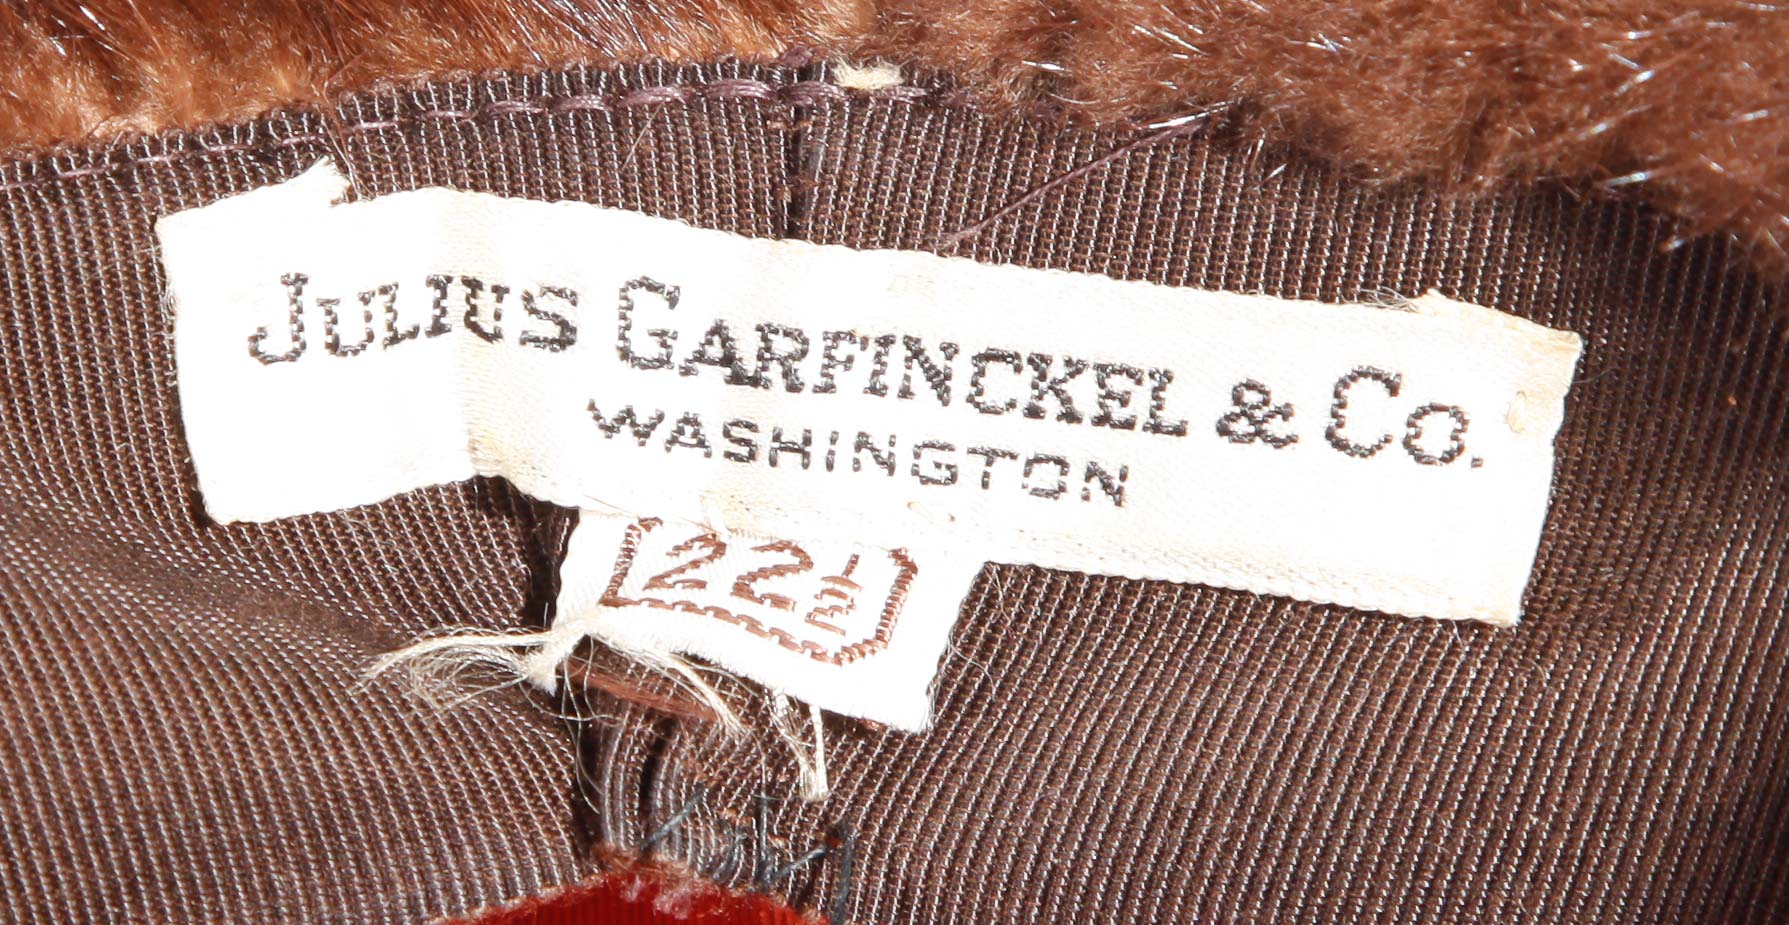 JULIUS GARFINCKEL & CO.
WASHINGTON
22½